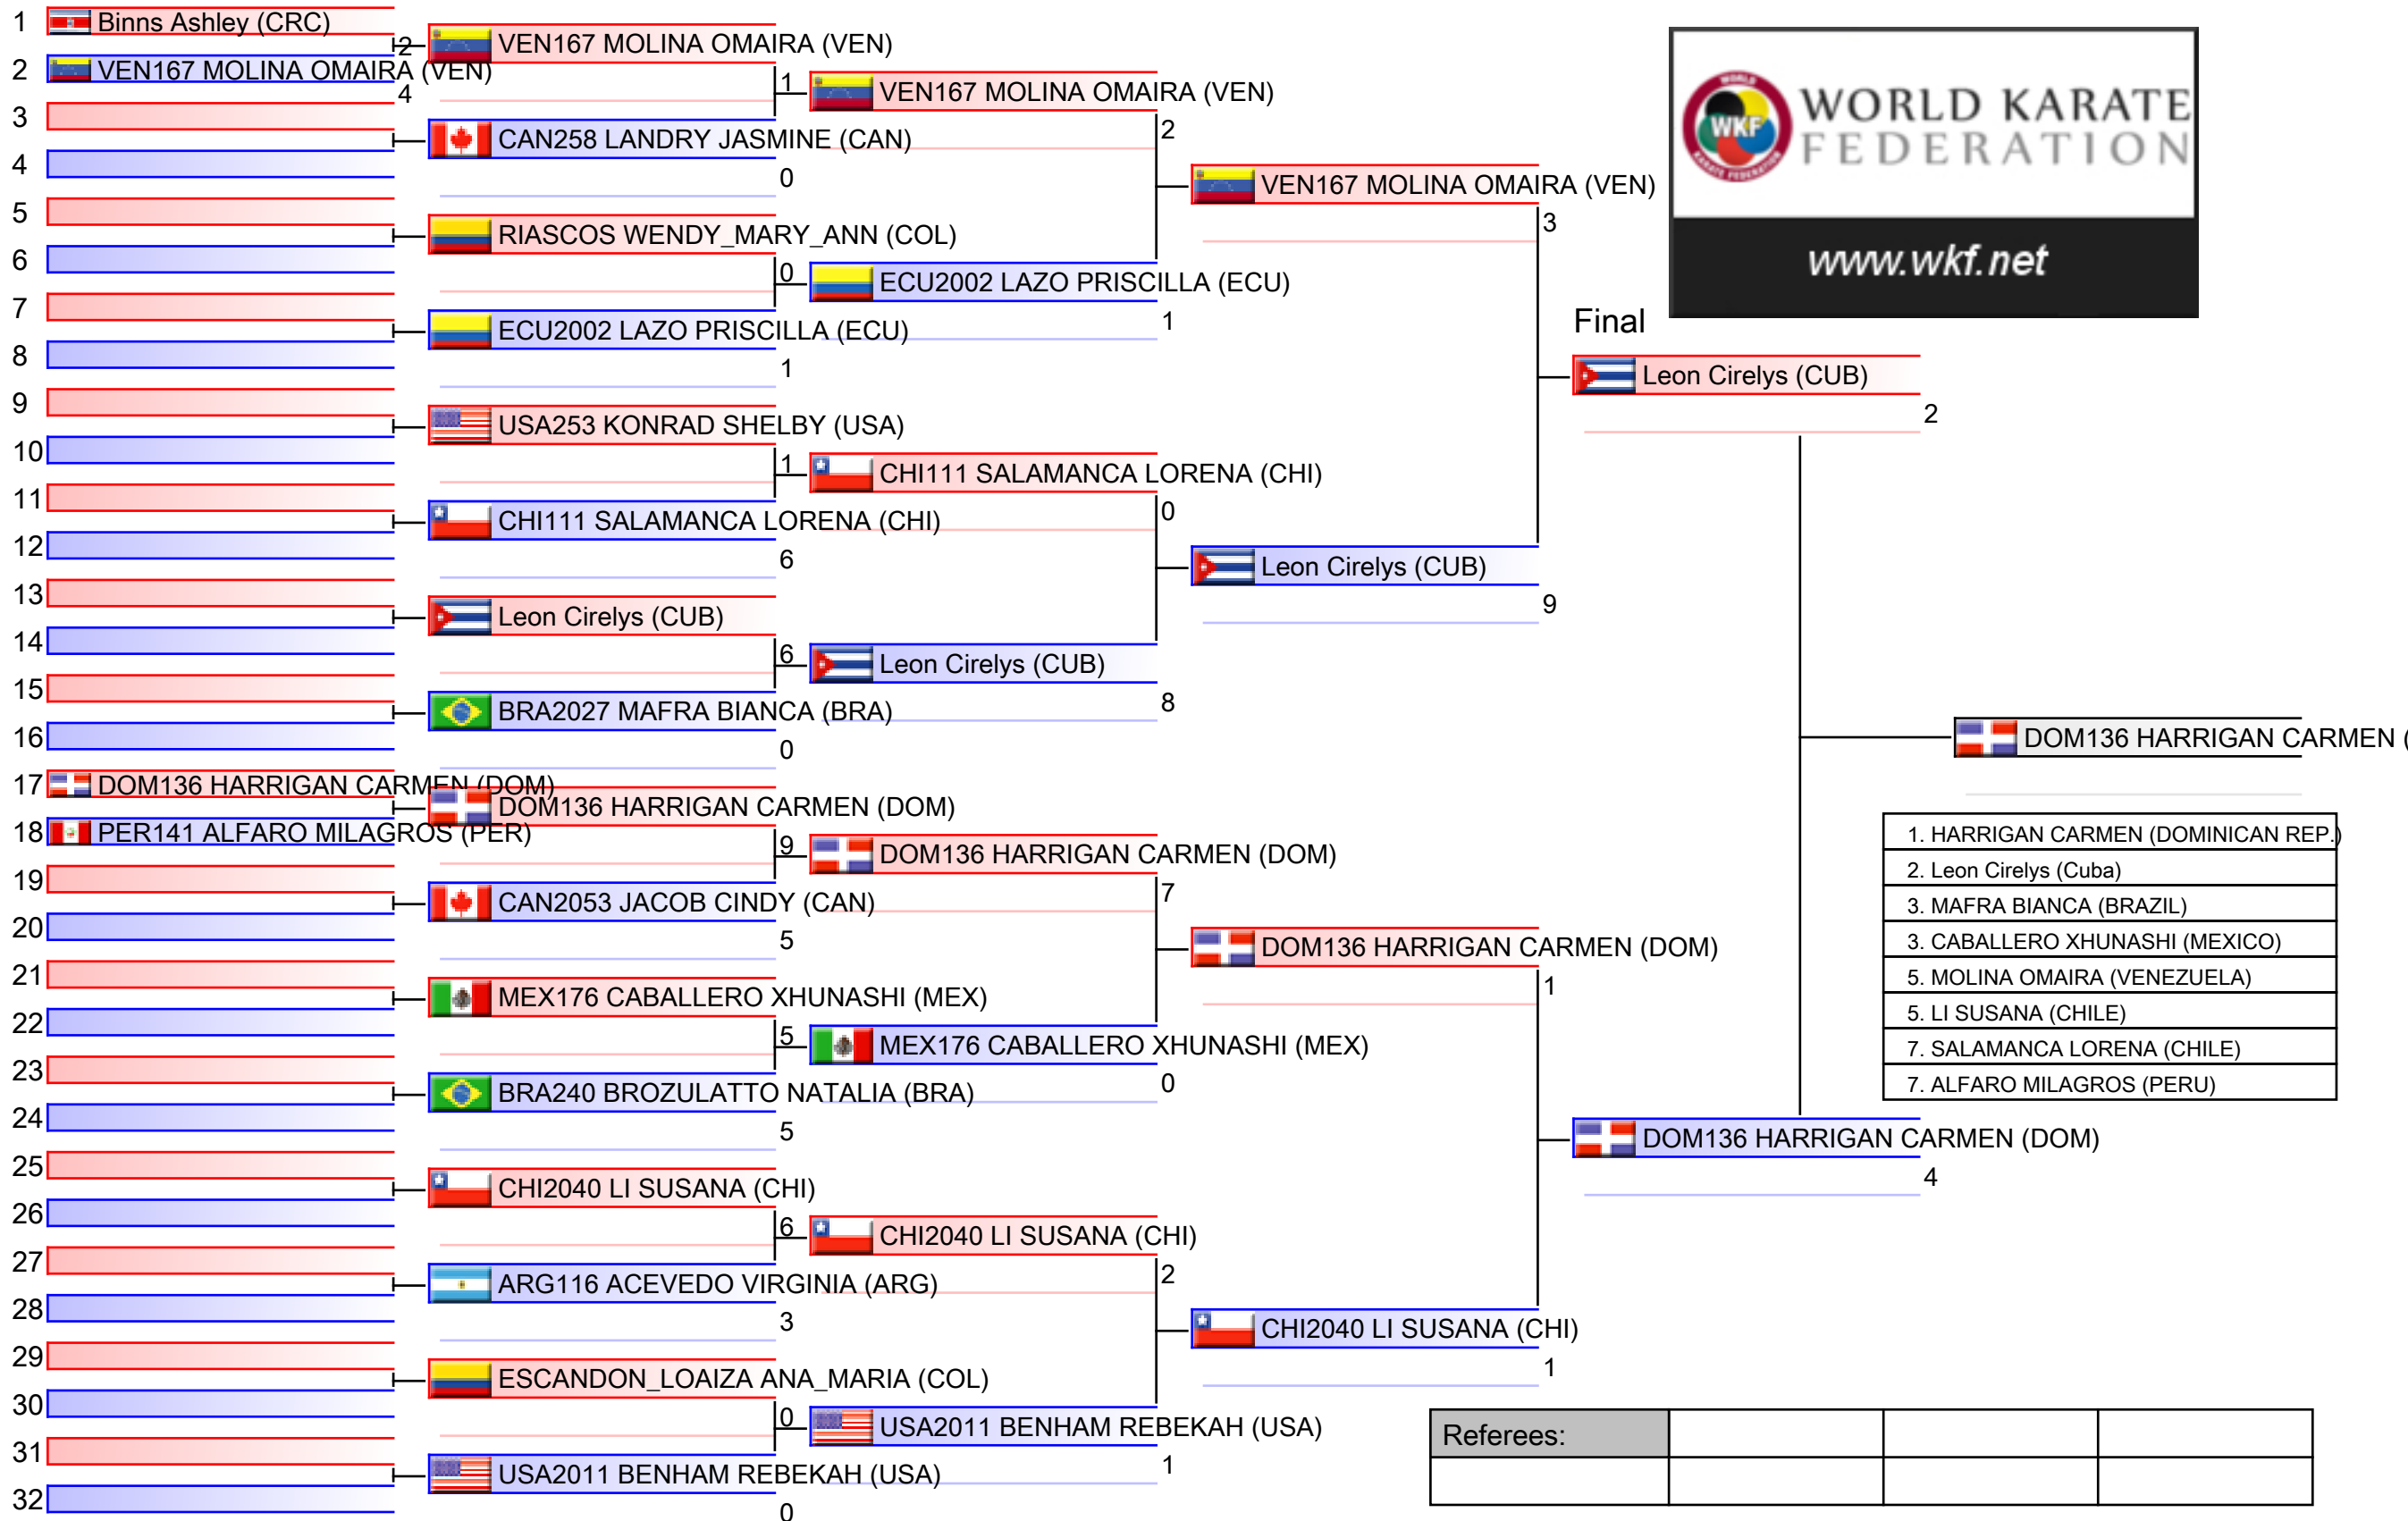 1 Binns Ashley (CRC)
2
2 VEN167 MOLINA OMAIRA (VEN)
4
3
4
5
6
7
8
9
10
11
12
13
14
15
16
17 DOM136 HARRIGAN CARMEN (DOM)
18 PER141 ALFARO MILAGROS (PER)
19
20
21
22
23
24
25
26
27
28
29
30
31
32
VEN167 MOLINA OMAIRA (VEN)
1
CAN258 LANDRY JASMINE (CAN)
0
RIASCOS WENDY_MARY_ANN (COL)
0
ECU2002 LAZO PRISCILLA (ECU)
1
USA253 KONRAD SHELBY (USA)
1
CHI111 SALAMANCA LORENA (CHI)
6
Leon Cirelys (CUB)
6
BRA2027 MAFRA BIANCA (BRA)
0
DOM136 HARRIGAN CARMEN (DOM)
9
CAN2053 JACOB CINDY (CAN)
5
MEX176 CABALLERO XHUNASHI (MEX)
5
BRA240 BROZULATTO NATALIA (BRA)
5
CHI2040 LI SUSANA (CHI)
6
ARG116 ACEVEDO VIRGINIA (ARG)
3
ESCANDON_LOAIZA ANA_MARIA (COL)
0
USA2011 BENHAM REBEKAH (USA)
0
VEN167 MOLINA OMAIRA (VEN)
2
ECU2002 LAZO PRISCILLA (ECU)
1
CHI111 SALAMANCA LORENA (CHI)
0
Leon Cirelys (CUB)
8
DOM136 HARRIGAN CARMEN (DOM)
7
MEX176 CABALLERO XHUNASHI (MEX)
0
CHI2040 LI SUSANA (CHI)
2
USA2011 BENHAM REBEKAH (USA)
1
VEN167 MOLINA OMAIRA (VEN)
3
Leon Cirelys (CUB)
9
DOM136 HARRIGAN CARMEN (DOM)
1
CHI2040 LI SUSANA (CHI)
1
Final
Leon Cirelys (CUB)
2
DOM136 HARRIGAN CARMEN (DOM)
4
DOM136 HARRIGAN CARMEN (
WORLD
WKF
KARATE FEDERATION
WORLD KARATE
FEDERATION
www.wkf.net
1. HARRIGAN CARMEN (DOMINICAN REP.)
2. Leon Cirelys (Cuba)
3. MAFRA BIANCA (BRAZIL)
3. CABALLERO XHUNASHI (MEXICO)
5. MOLINA OMAIRA (VENEZUELA)
5. LI SUSANA (CHILE)
7. SALAMANCA LORENA (CHILE)
7. ALFARO MILAGROS (PERU)
Referees: